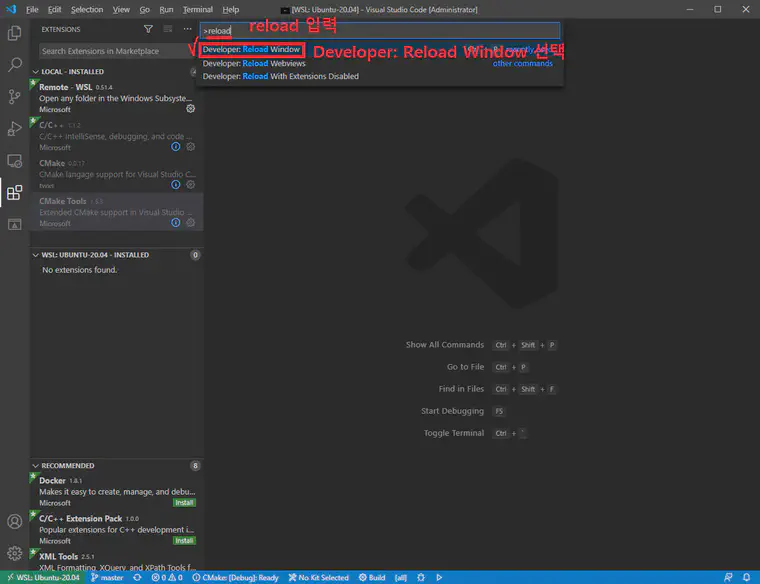 File Edit Selection View Go Run Terminal Help
[WSL: Ubuntu-20.04] - Visual Studio Code [Administrator]
reload 입력
EXTENSIONS
>reload
Search Extensions in Marketplace
Developer: Reload Window
Developer: Reload Window 선택
Developer: Reload Webviews
other commands
Developer: Reload With Extensions Disabled
LOCAL - INSTALLED
Remote - WSL 0.51.4
Open any folder in the Windows Subsyste...
Microsoft
C/C++ 1.1.2
C/C++ IntelliSense, debugging, and code ...
Microsoft
CMake 0.0.17
CMake langage support for Visual Studio C...
twxs
CMake Tools
Extended CMake support in Visual Studio ...
Microsoft
WSL: UBUNTU-20.04 - INSTALLED 0
No extensions found.
Show All Commands Ctrl + Shift + P
Go to File Ctrl + P
Find in Files Ctrl + Shift + F
Start Debugging F5
Toggle Terminal Ctrl + `
RECOMMENDED 8
Docker 1.8.1
Makes it easy to create, manage, and debu...
Microsoft Install
C/C++ Extension Pack 1.0.0
Popular extensions for C++ development i...
Microsoft Install
XML Tools 2.5.1
XML Formatting, XQuery, and XPath Tools f...
WSL: Ubuntu-20.04 master 0 0 CMake: [Debug]: Ready No Kit Selected Build [all]